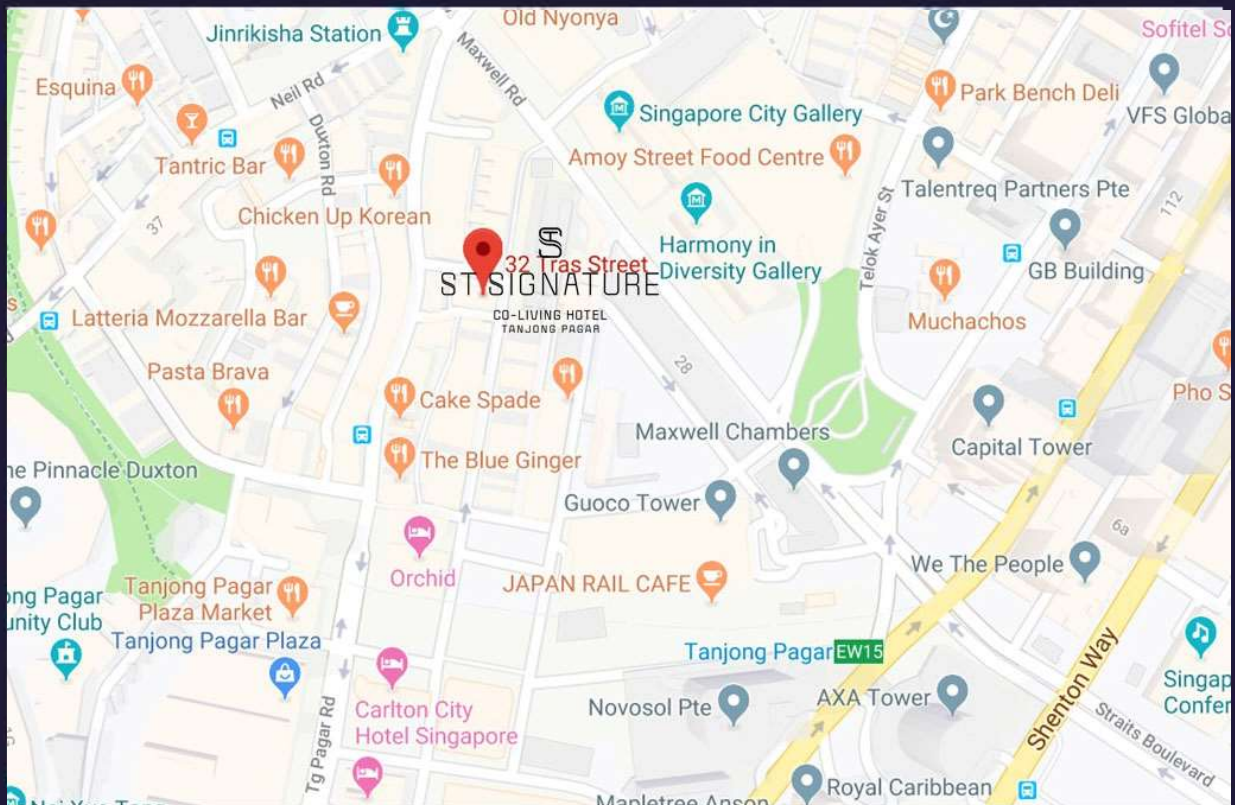 Old Nyonya
Jinrikisha Station
Sofitel So
Maxwell Rd
Esquina
Neil Rd
Park Bench Deli
Singapore City Gallery
VFS Globa
Duxton Rd
Tantric Bar
Amoy Street Food Centre
Talentreq Partners Pte
Chicken Up Korean
37
112
Telok Ayer St
Harmony in
Diversity Gallery
GB Building
32 Tras Street
ST SIGNATURE
CO-LIVING HOTEL
TANJONG PAGAR
s
Latteria Mozzarella Bar
Muchachos
Pasta Brava
28
Cake Spade
Pho S
Maxwell Chambers
Capital Tower
The Blue Ginger
ne Pinnacle Duxton
Guoco Tower
6a
Orchid
JAPAN RAIL CAFE
We The People
Tanjong Pagar
Plaza Market
ong Pagar
unity Club
Tanjong Pagar Plaza
Tanjong Pagar EW15
Shenton Way
Singap
Confer
Carlton City
Hotel Singapore
Novosol Pte
AXA Tower
Tg Pagar Rd
Straits Boulevard
Royal Caribbean
Mapletree Anson